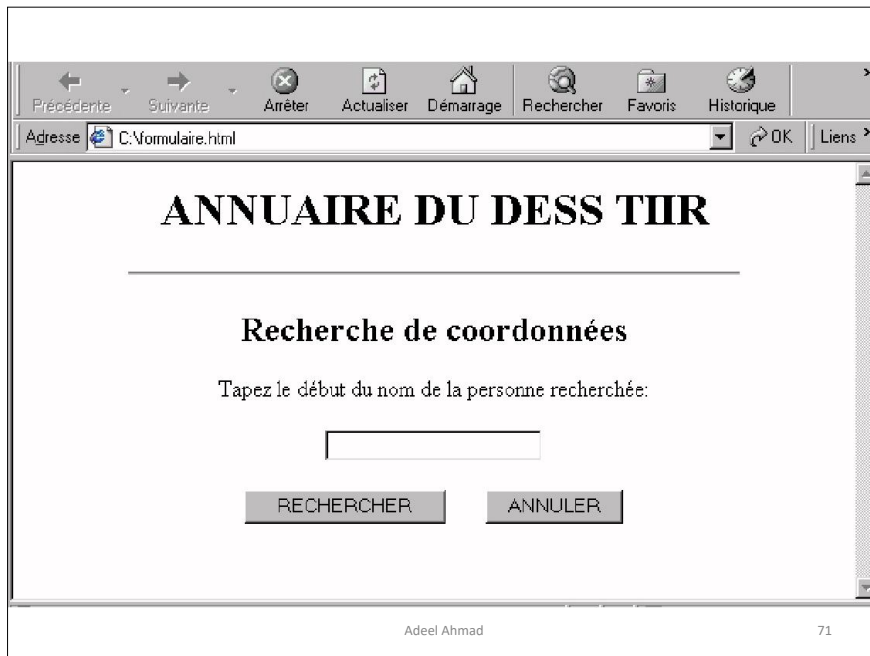 Précédente Suivante Arrêter Actualiser Démarrage Rechercher Favoris Historique
Adresse C:\formulaire.html OK Liens
ANNUAIRE DU DESS TIIR
Recherche de coordonnées
Tapez le début du nom de la personne recherchée:
RECHERCHER ANNULER
Adeel Ahmad 71